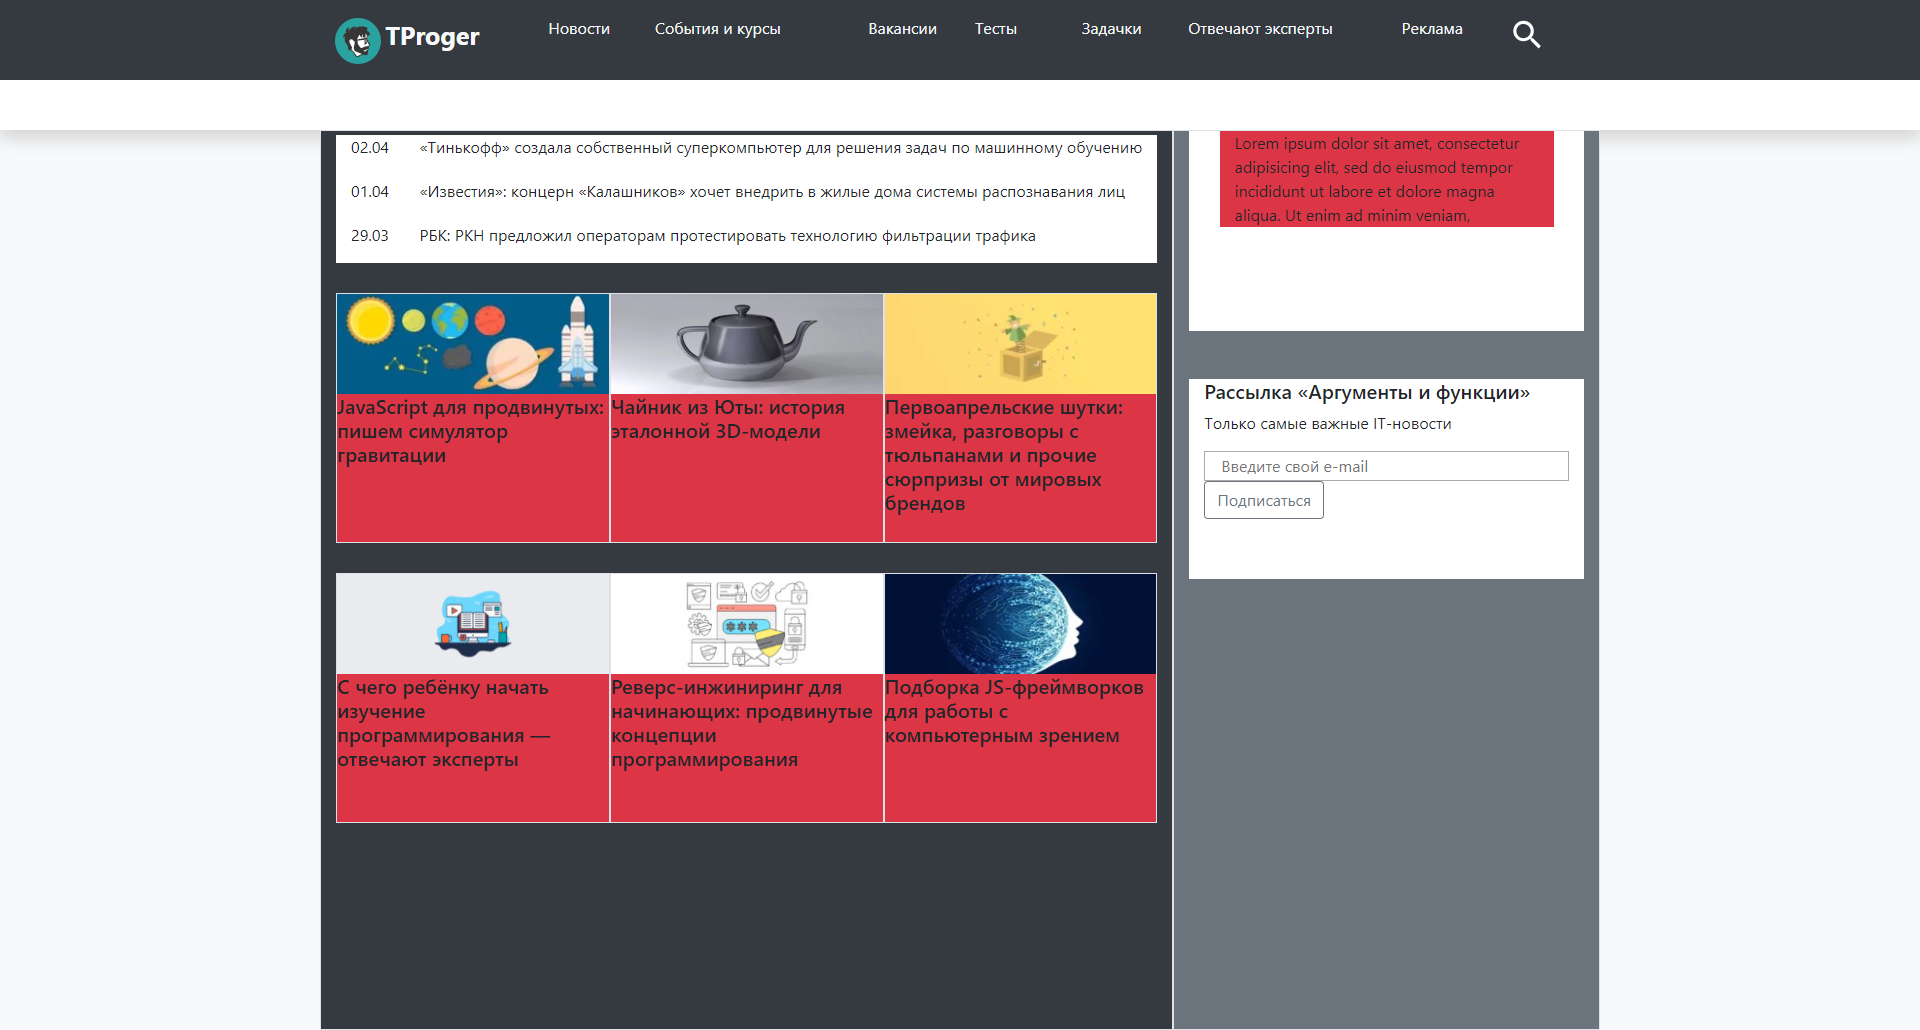 TProger
Новости
События и курсы
Вакансии
Тесты
Задачки
Отвечают эксперты
Реклама
02.04 «Тинькофф» создала собственный суперкомпьютер для решения задач по машинному обучению
01.04 «Известия»: концерн «Калашников» хочет внедрить в жилые дома системы распознавания лиц
29.03 РБК: РКН предложил операторам протестировать технологию фильтрации трафика
JavaScript для продвинутых:
пишем симулятор
гравитации
Чайник из Юты: история
эталонной 3D-модели
Первоапрельские шутки:
змейка, разговоры с
тюльпанами и прочие
сюрпризы от мировых
брендов
С чего ребёнку начать
изучение
программирования —
отвечают эксперты
Реверс-инжиниринг для
начинающих: продвинутые
концепции
программирования
Подборка JS-фреймворков
для работы с
компьютерным зрением
Lorem ipsum dolor sit amet, consectetur
adipisicing elit, sed do eiusmod tempor
incididunt ut labore et dolore magna
aliqua. Ut enim ad minim veniam,
Рассылка «Аргументы и функции»
Только самые важные IT-новости
Введите свой e-mail
Подписаться